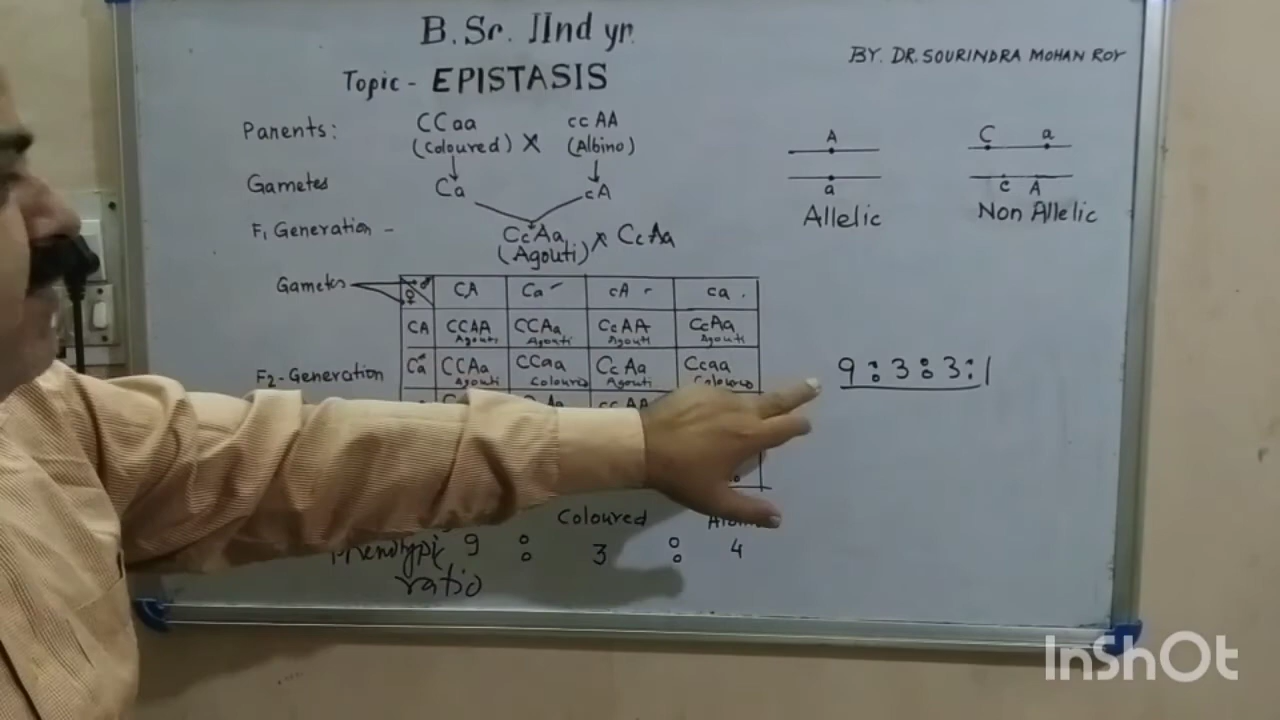 B.Sc. IInd yr.
BY. DR. SOURINDRA MOHAN ROY
Topic - EPISTASIS
Parents: CCaa × ccAA
(Coloured) (Albino)
Gametes Ca cA
F1 Generation - CcAa × CcAa
(Agouti)
A
a
Allelic
C a
c A
Non Allelic
Gametes ♀ ♂ CA Ca cA ca
CA CCAA CCAa CcAA CcAa
Agouti Agouti Agouti Agouti
F2-Generation Ca CCAa CCaa CcAa Ccaa
Agouti Coloured Agouti Coloured
ccAA
9:3:3:1
Coloured
Phenotypic 9 : 3 : 4
ratio
InShOt